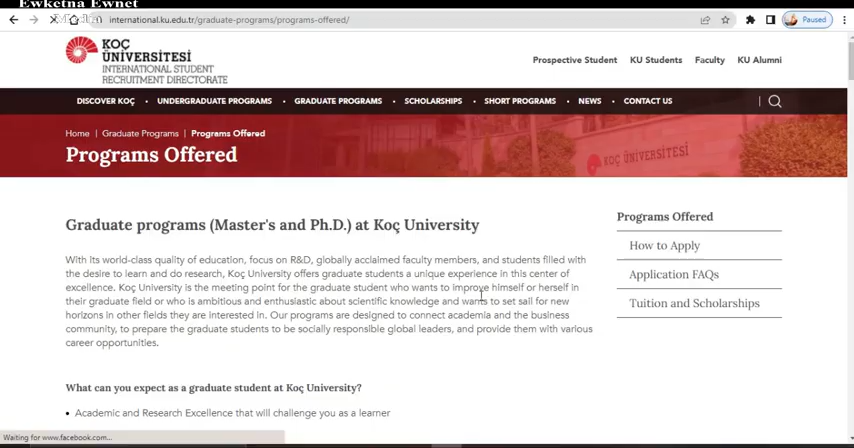 Ewketna Ewnet
international.ku.edu.tr/graduate-programs/programs-offered/
Paused
KOÇ
ÜNİVERSİTESİ
INTERNATIONAL STUDENT
RECRUITMENT DIRECTORATE
Prospective Student KU Students Faculty KU Alumni
DISCOVER KOÇ • UNDERGRADUATE PROGRAMS • GRADUATE PROGRAMS • SCHOLARSHIPS • SHORT PROGRAMS • NEWS • CONTACT US
Home | Graduate Programs | Programs Offered
Programs Offered
KOÇ ÜNİVERSİTESİ
Graduate programs (Master's and Ph.D.) at Koç University
With its world-class quality of education, focus on R&D, globally acclaimed faculty members, and students filled with
the desire to learn and do research, Koç University offers graduate students a unique experience in this center of
excellence. Koç University is the meeting point for the graduate student who wants to improve himself or herself in
their graduate field or who is ambitious and enthusiastic about scientific knowledge and wants to set sail for new
horizons in other fields they are interested in. Our programs are designed to connect academia and the business
community, to prepare the graduate students to be socially responsible global leaders, and provide them with various
career opportunities.
What can you expect as a graduate student at Koç University?
• Academic and Research Excellence that will challenge you as a learner
Programs Offered
How to Apply
Application FAQs
Tuition and Scholarships
Waiting for www.facebook.com...